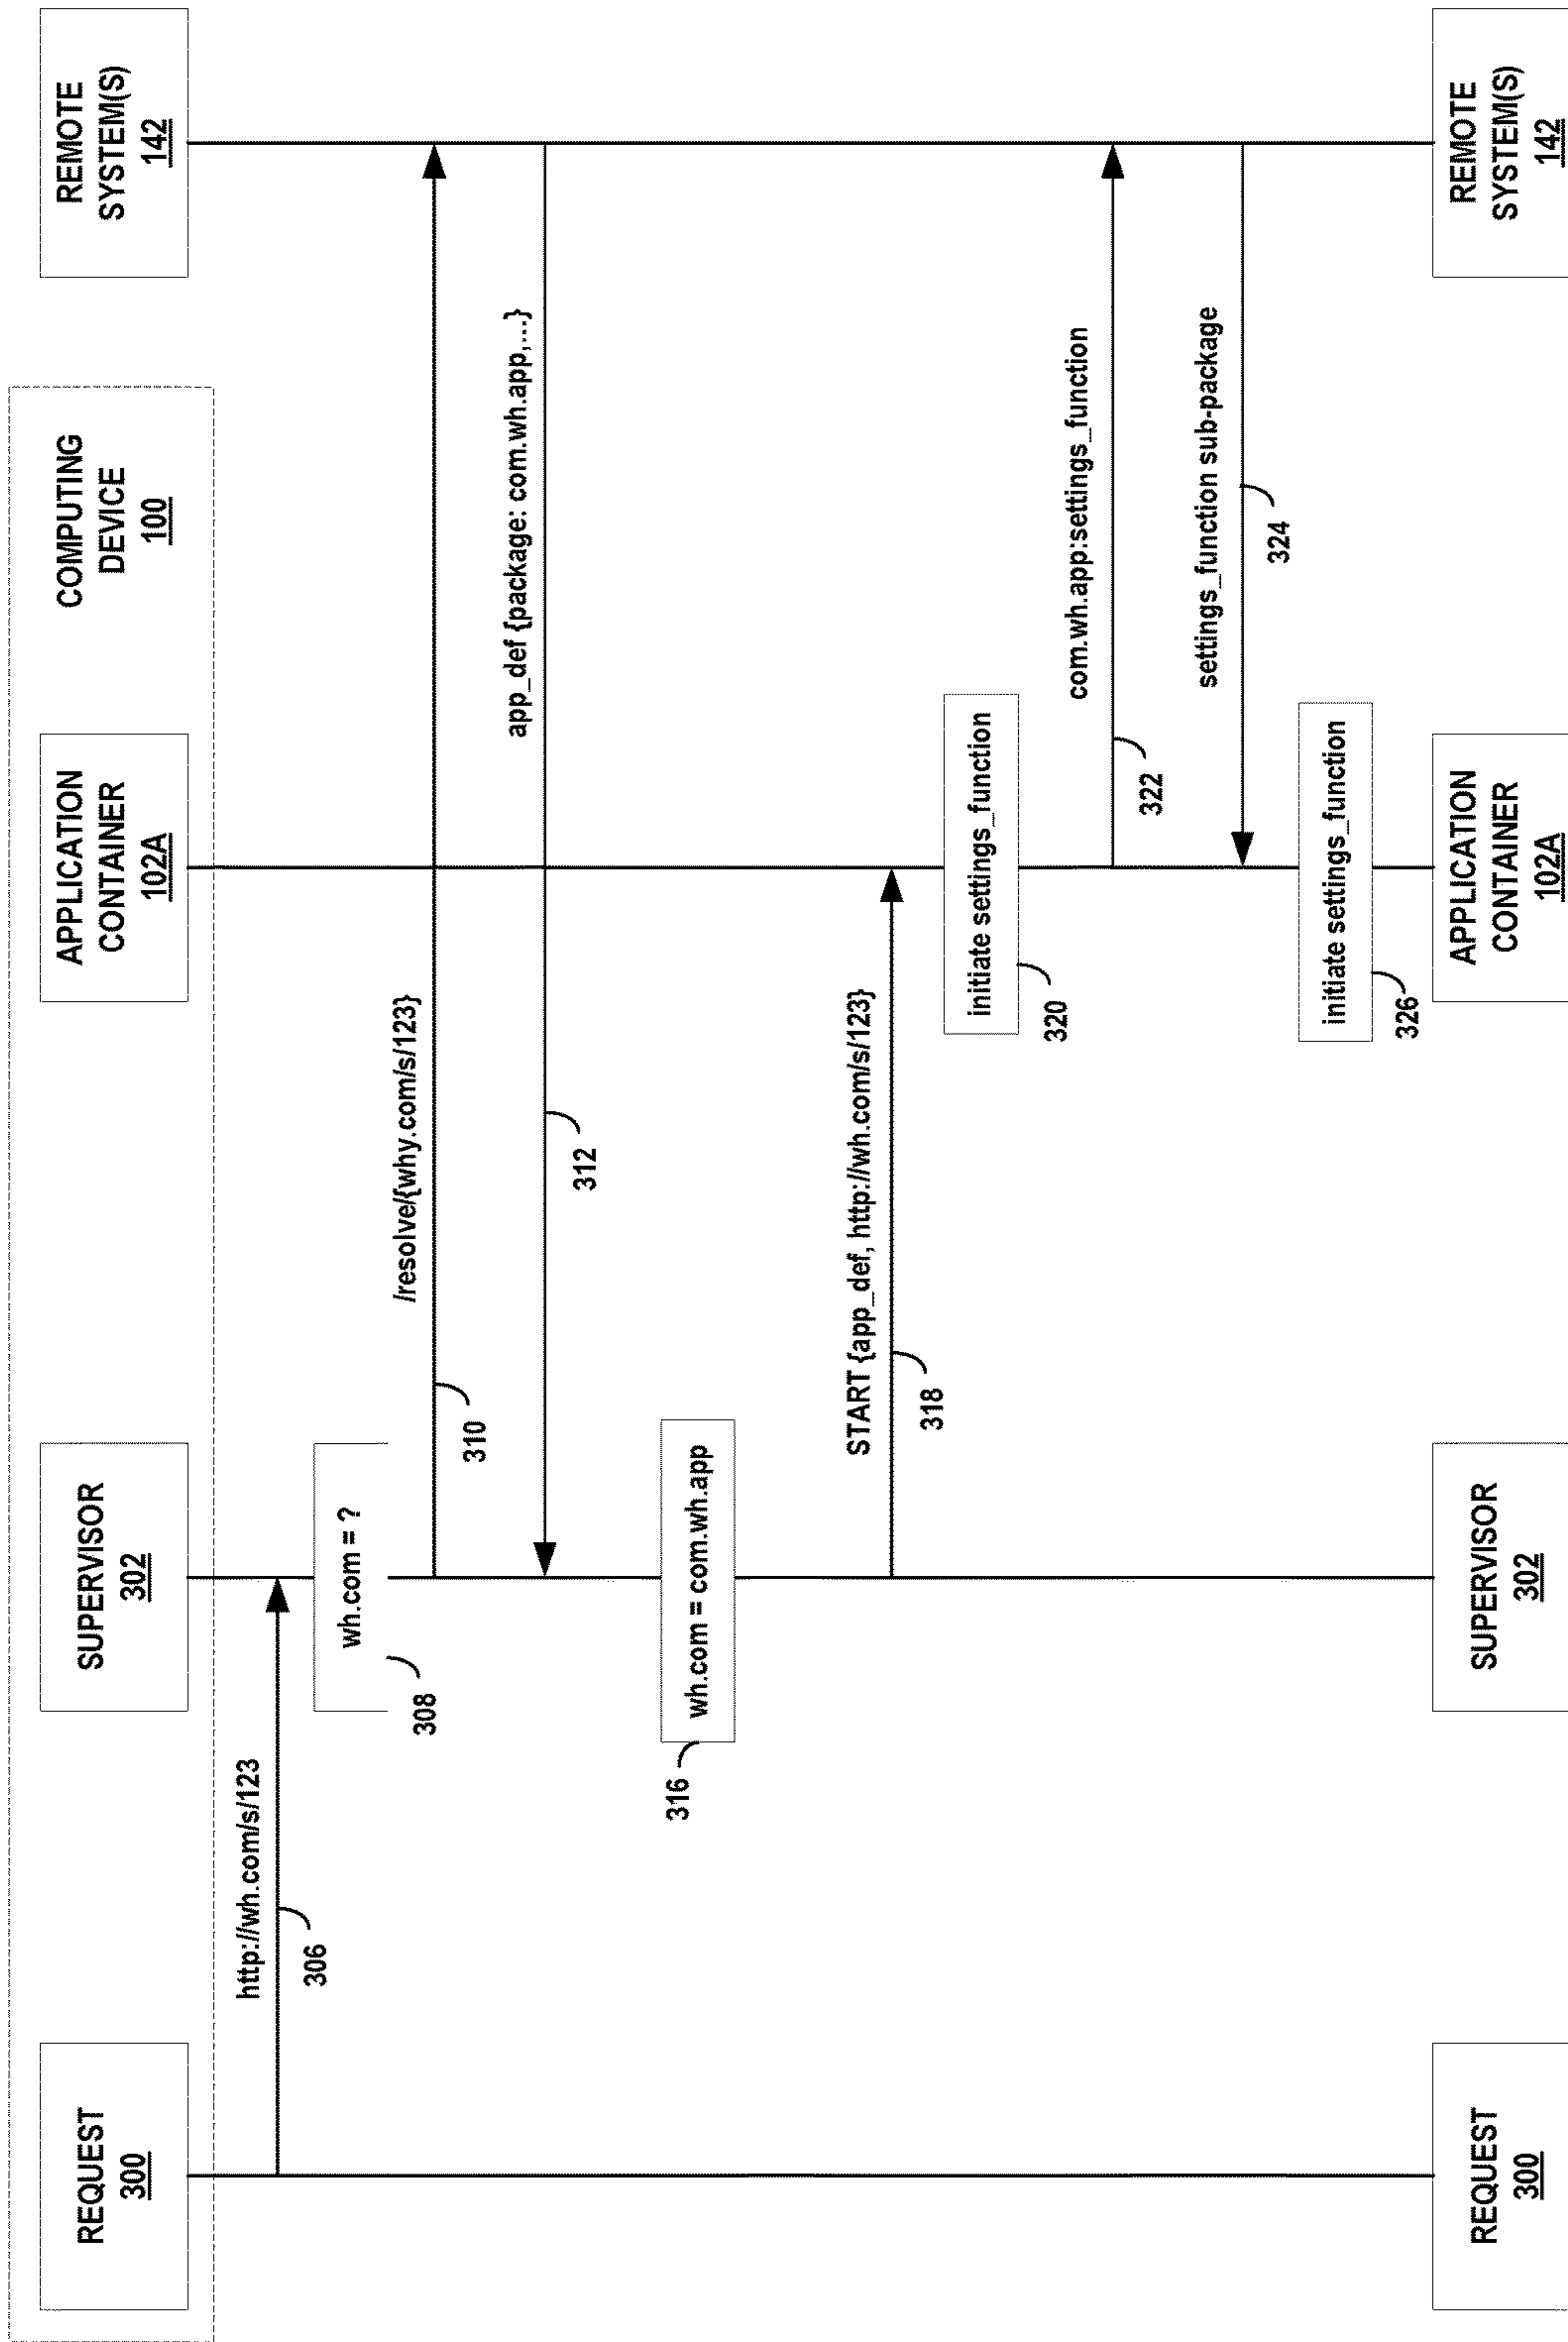 REQUEST
300
SUPERVISOR
302
APPLICATION
CONTAINER
102A
COMPUTING
DEVICE
100
REMOTE
SYSTEM(S)
142
http://wh.com/s/123
306
wh.com = ?
308
/resolve/{why.com/s/123}
310
app_def {package: com.wh.app,...}
312
wh.com = com.wh.app
316
START {app_def, http://wh.com/s/123}
318
initiate settings_function
320
com.wh.app:settings_function
322
settings_function sub-package
324
initiate settings_function
326
REQUEST
300
SUPERVISOR
302
APPLICATION
CONTAINER
102A
REMOTE
SYSTEM(S)
142